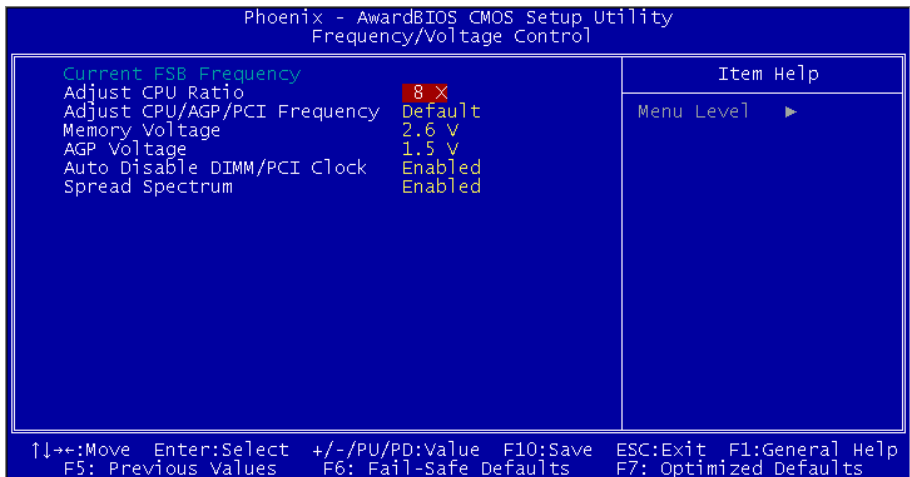 Phoenix - AwardBIOS CMOS Setup Utility
Frequency/Voltage Control
Current FSB Frequency
Adjust CPU Ratio 8 X
Adjust CPU/AGP/PCI Frequency Default
Memory Voltage 2.6 V
AGP Voltage 1.5 V
Auto Disable DIMM/PCI Clock Enabled
Spread Spectrum Enabled
Item Help
Menu Level ►
↑↓→←:Move Enter:Select +/-/PU/PD:Value F10:Save ESC:Exit F1:General Help
F5: Previous Values F6: Fail-Safe Defaults F7: Optimized Defaults